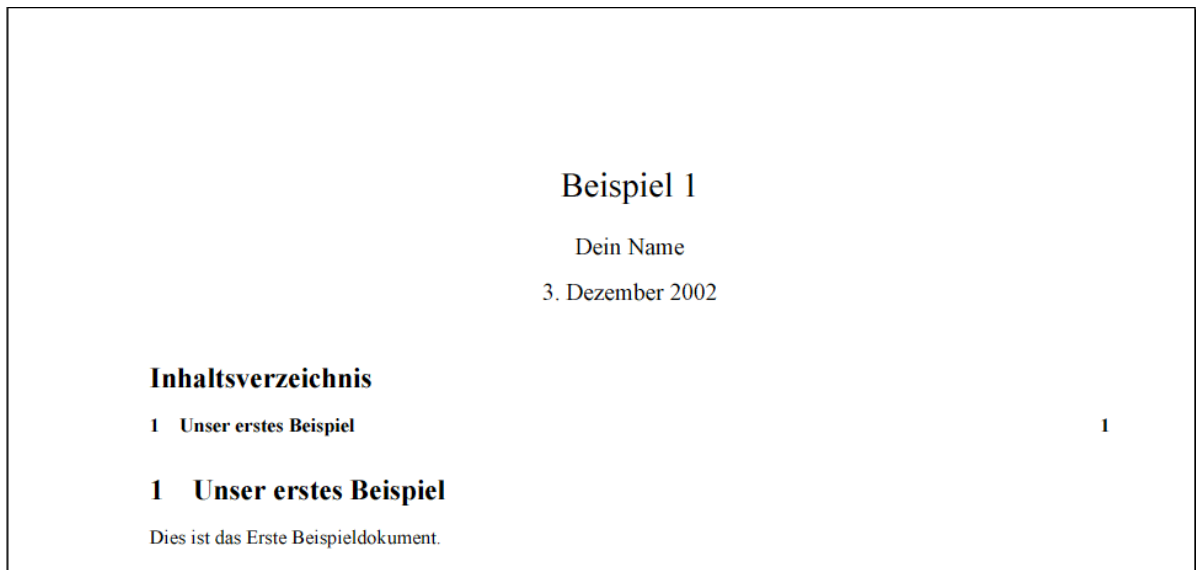 Beispiel 1
Dein Name
3. Dezember 2002
Inhaltsverzeichnis
1 Unser erstes Beispiel 1
1 Unser erstes Beispiel
Dies ist das Erste Beispieldokument.